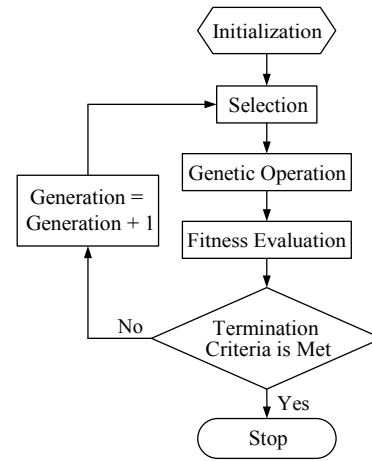 Initialization
Selection
Genetic Operation
Generation =
Generation + 1
Fitness Evaluation
No
Termination
Criteria is Met
Yes
Stop